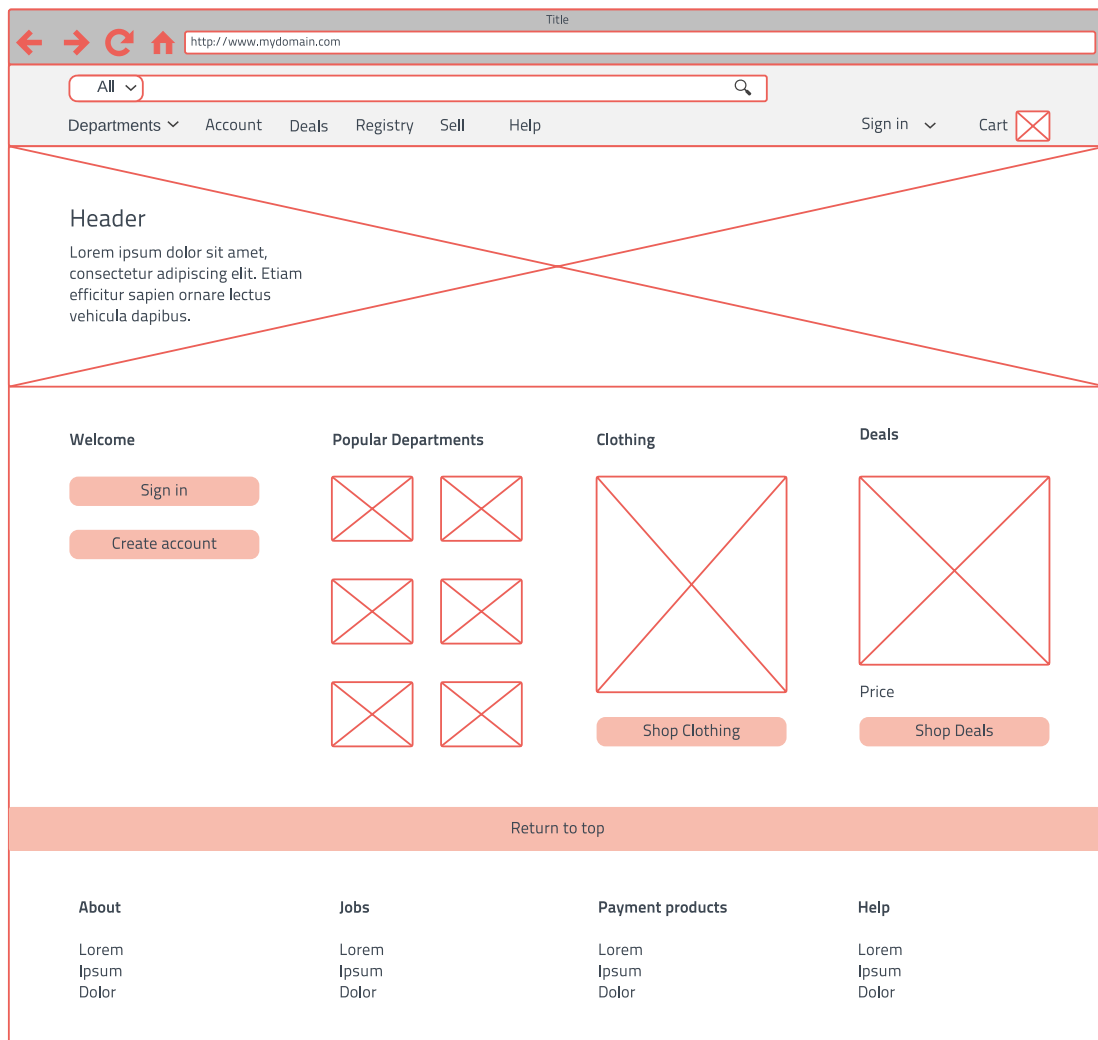 Title
http://www.mydomain.com
All
Departments Account Deals Registry Sell Help Sign in Cart
Header
Lorem ipsum dolor sit amet,
consectetur adipiscing elit. Etiam
efficitur sapien ornare lectus
vehicula dapibus.
Welcome
Sign in
Create account
Popular Departments
Clothing
Shop Clothing
Deals
Price
Shop Deals
Return to top
About
Lorem
Ipsum
Dolor
Jobs
Lorem
Ipsum
Dolor
Payment products
Lorem
Ipsum
Dolor
Help
Lorem
Ipsum
Dolor